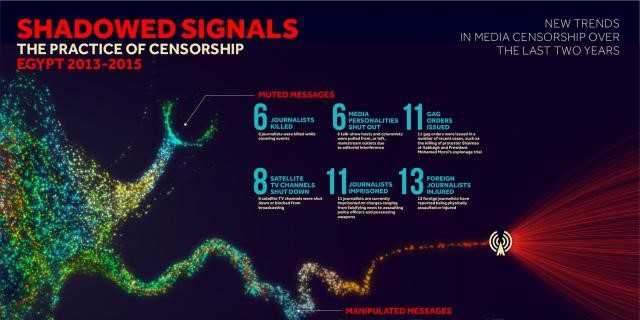 SHADOWED SIGNALS
THE PRACTICE OF CENSORSHIP
EGYPT 2013-2015
NEW TRENDS
IN MEDIA CENSORSHIP OVER
THE LAST TWO YEARS
MUTED MESSAGES
6 JOURNALISTS
KILLED
6 journalists were killed while
covering events
6 MEDIA
PERSONALITIES
SHUT OUT
6 talk-show hosts and columnists
were pulled from, or left,
mainstream outlets due
to editorial interference
11 GAG
ORDERS
ISSUED
11 gag orders were issued in a
number of recent cases, such as
the killing of protester Shaimaa
al-Sabbagh and President
Mohamed Morsi's espionage trial
8 SATELLITE
TV CHANNELS
SHUT DOWN
8 satellite TV channels were shut
down or blocked from
broadcasting
11 JOURNALISTS
IMPRISONED
11 journalists are currently
imprisoned on charges ranging
from falsifying news to assaulting
police officers and possessing
weapons
13 FOREIGN
JOURNALISTS
INJURED
13 foreign journalists have
reported being physically
assaulted or injured
MANIPULATED MESSAGES